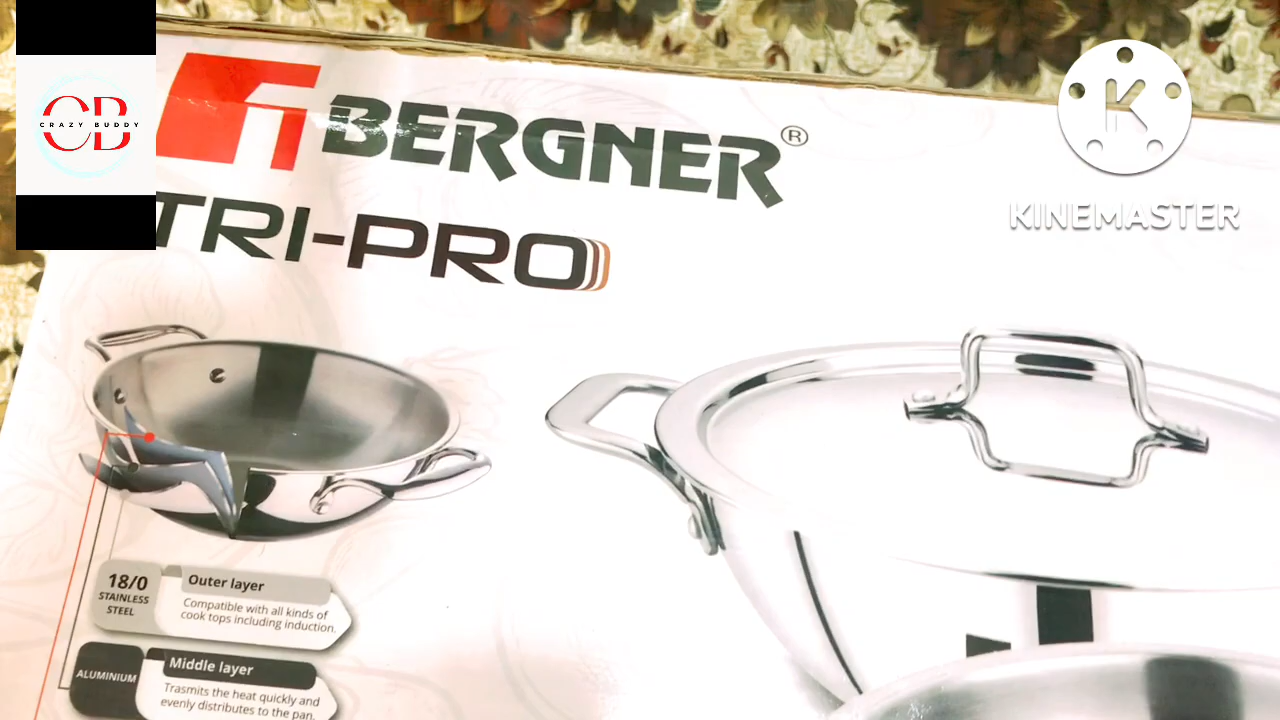 CB
CRAZY BUDDY
BERGNER®
TRI-PRO
K
KINEMASTER
18/0
STAINLESS
STEEL
Outer layer
Compatible with all kinds of
cook tops including induction.
ALUMINIUM
Middle layer
Trasmits the heat quickly and
evenly distributes to the pan.